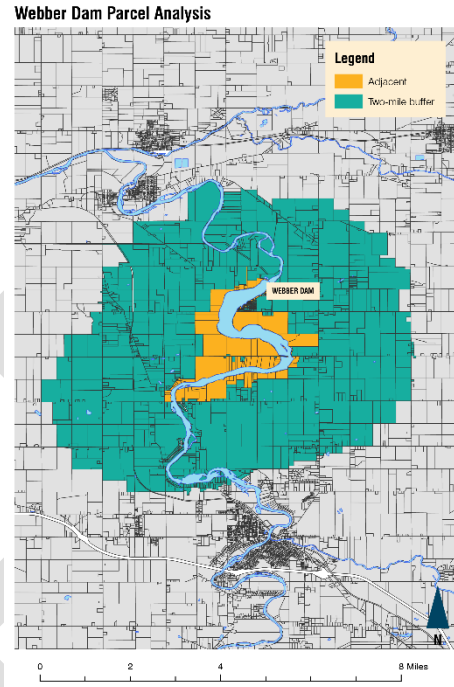 Webber Dam Parcel Analysis
Legend
Adjacent
Two-mile buffer
WEBBER DAM
N
0 2 4 8 Miles